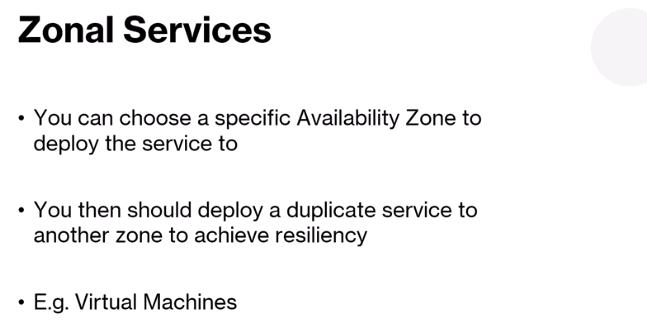 Zonal Services
• You can choose a specific Availability Zone to
deploy the service to
• You then should deploy a duplicate service to
another zone to achieve resiliency
• E.g. Virtual Machines